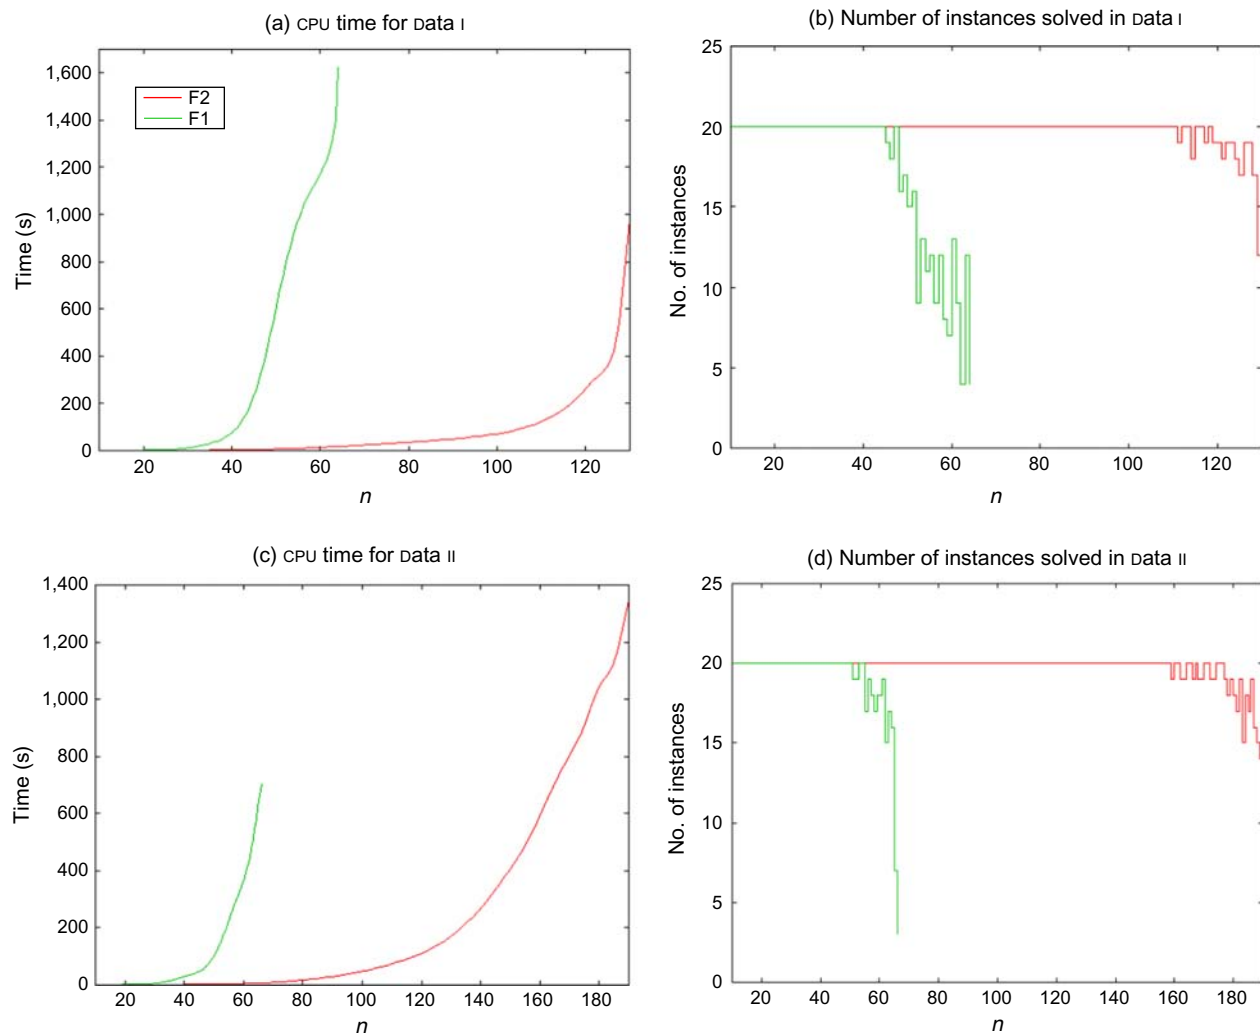 (a) CPU time for Data I
1,600
1,400
1,200
1,000
800
600
400
200
0
Time (s)
F2
F1
20 40 60 80 100 120
n
(b) Number of instances solved in Data I
25
20
15
10
5
0
No. of instances
20 40 60 80 100 120
n
(c) CPU time for Data II
1,400
1,200
1,000
800
600
400
200
0
Time (s)
20 40 60 80 100 120 140 160 180
n
(d) Number of instances solved in Data II
25
20
15
10
5
0
No. of instances
20 40 60 80 100 120 140 160 180
n